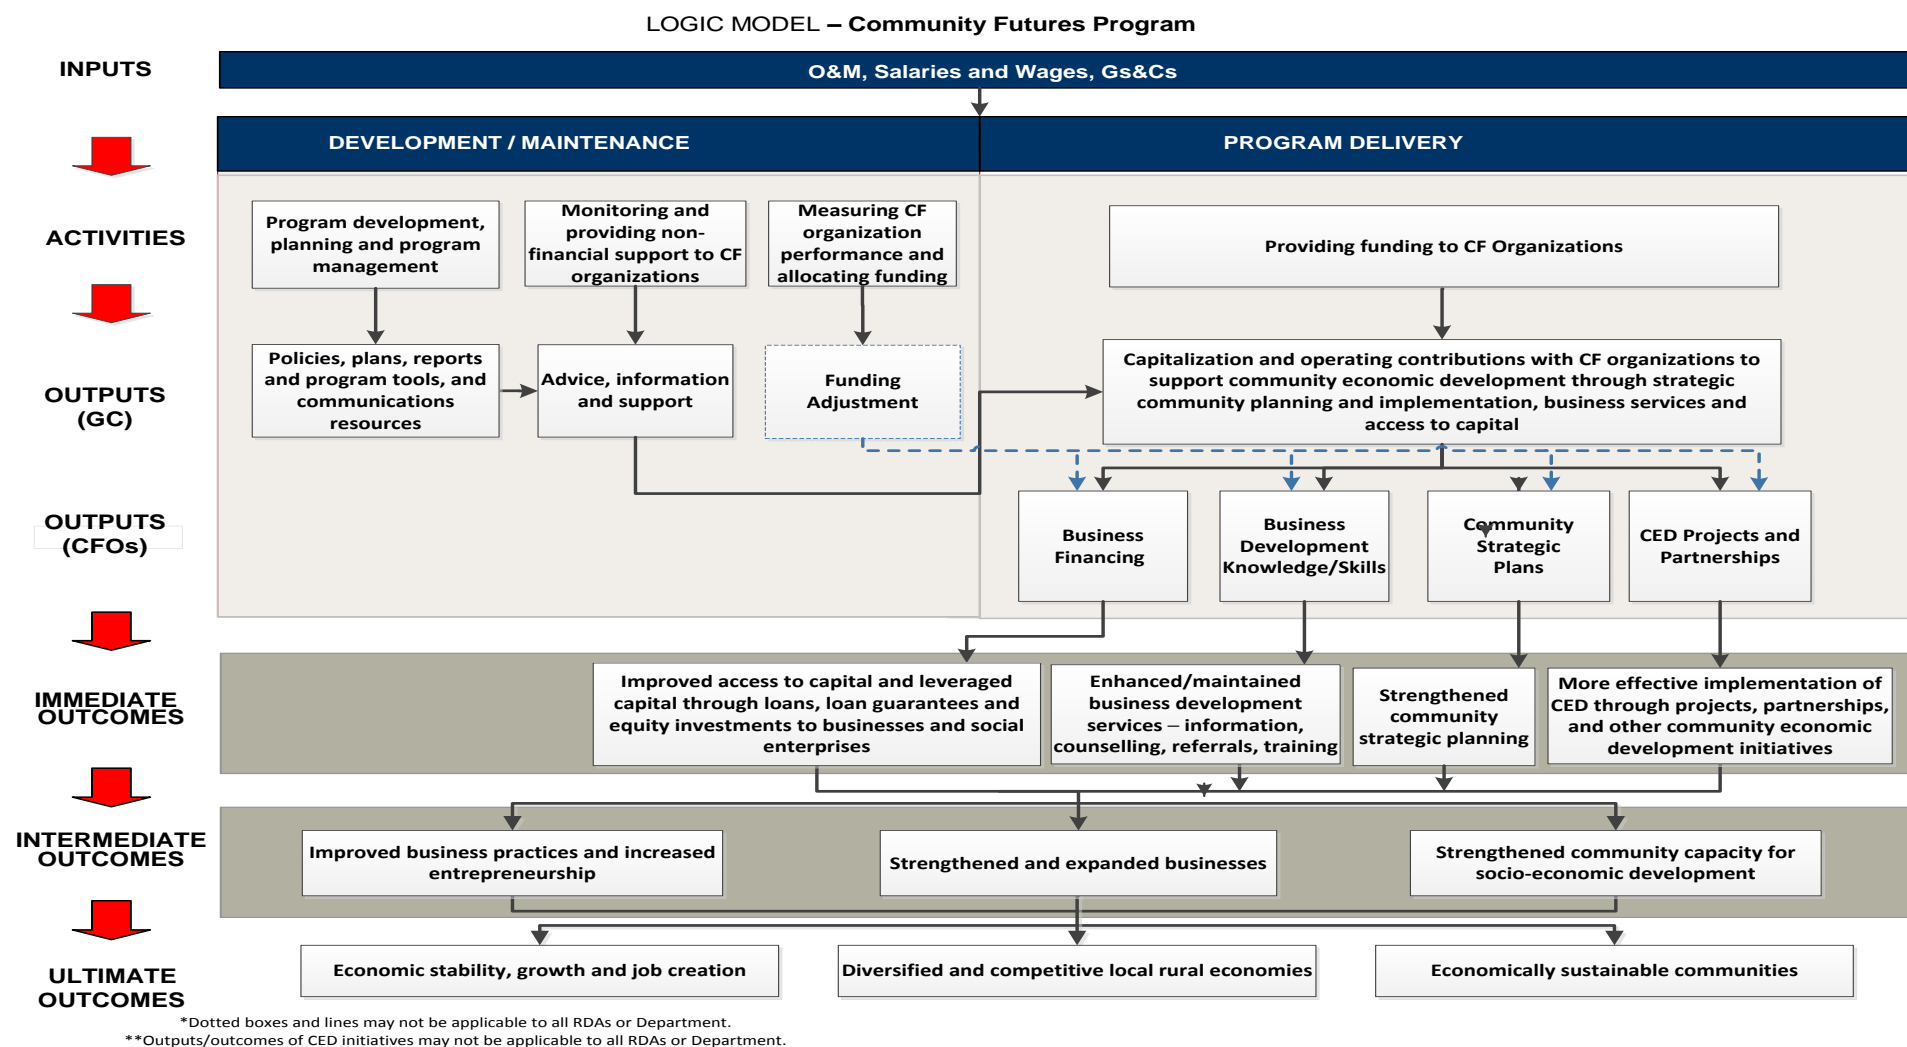 LOGIC MODEL – Community Futures Program
INPUTS
O&M, Salaries and Wages, Gs&Cs
DEVELOPMENT / MAINTENANCE
PROGRAM DELIVERY
ACTIVITIES
Program development,
planning and program
management
Monitoring and
providing non-
financial support to CF
organizations
Measuring CF
organization
performance and
allocating funding
Providing funding to CF Organizations
OUTPUTS
(GC)
Policies, plans, reports
and program tools, and
communications
resources
Advice, information
and support
Funding
Adjustment
Capitalization and operating contributions with CF organizations to
support community economic development through strategic
community planning and implementation, business services and
access to capital
OUTPUTS
(CFOs)
Business
Financing
Business
Development
Knowledge/Skills
Community
Strategic
Plans
CED Projects and
Partnerships
IMMEDIATE
OUTCOMES
Improved access to capital and leveraged
capital through loans, loan guarantees and
equity investments to businesses and social
enterprises
Enhanced/maintained
business development
services – information,
counselling, referrals, training
Strengthened
community
strategic planning
More effective implementation of
CED through projects, partnerships,
and other community economic
development initiatives
INTERMEDIATE
OUTCOMES
Improved business practices and increased
entrepreneurship
Strengthened and expanded businesses
Strengthened community capacity for
socio-economic development
ULTIMATE
OUTCOMES
Economic stability, growth and job creation
Diversified and competitive local rural economies
Economically sustainable communities
*Dotted boxes and lines may not be applicable to all RDAs or Department.
**Outputs/outcomes of CED initiatives may not be applicable to all RDAs or Department.